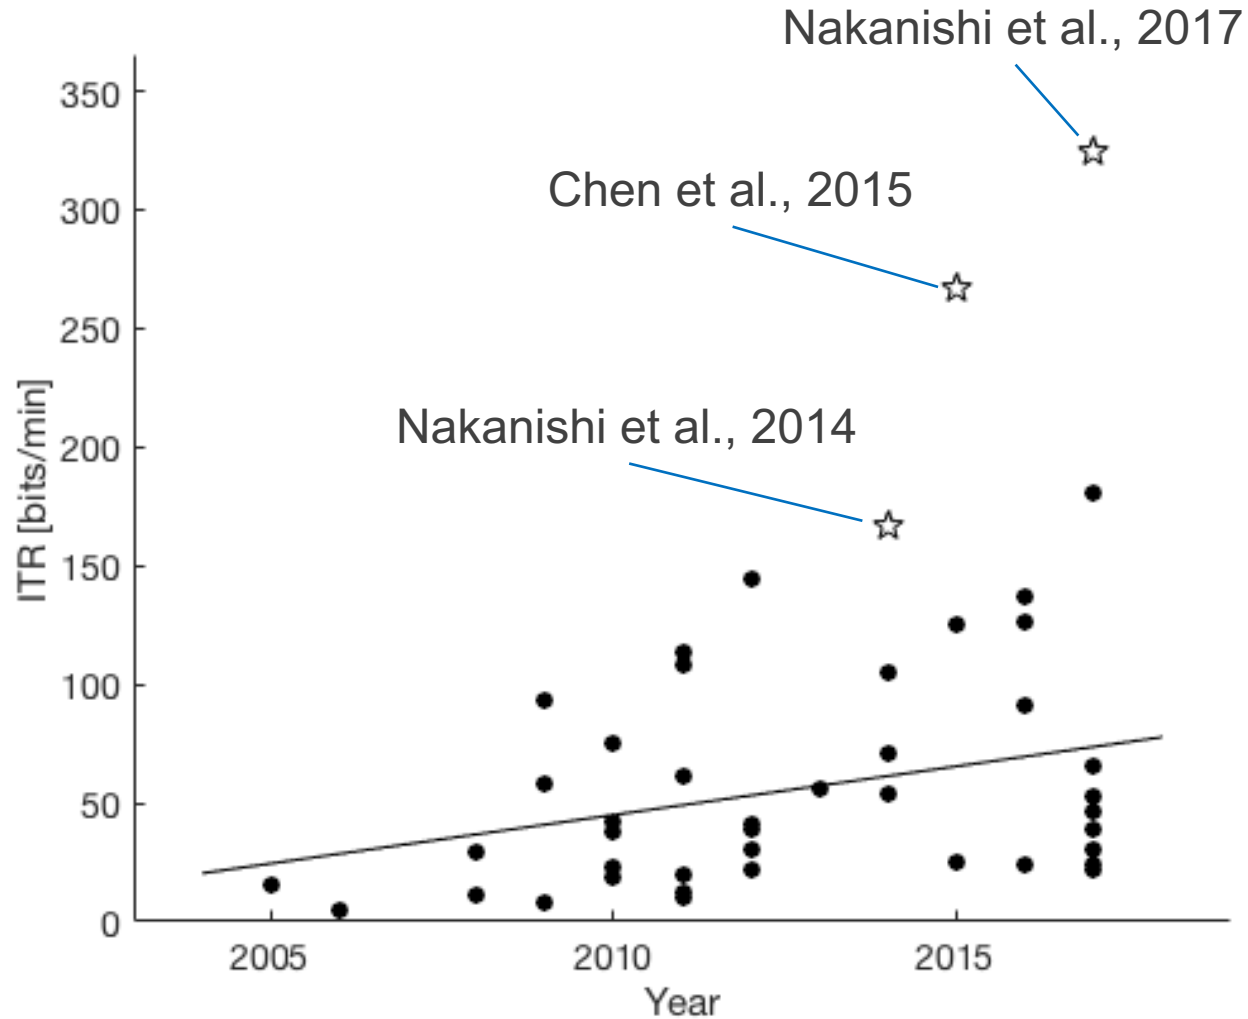 Nakanishi et al., 2017
350
Chen et al., 2015
300
250
Nakanishi et al., 2014
200
ITR [bits/min]
150
100
50
0
2005 2010 2015
Year